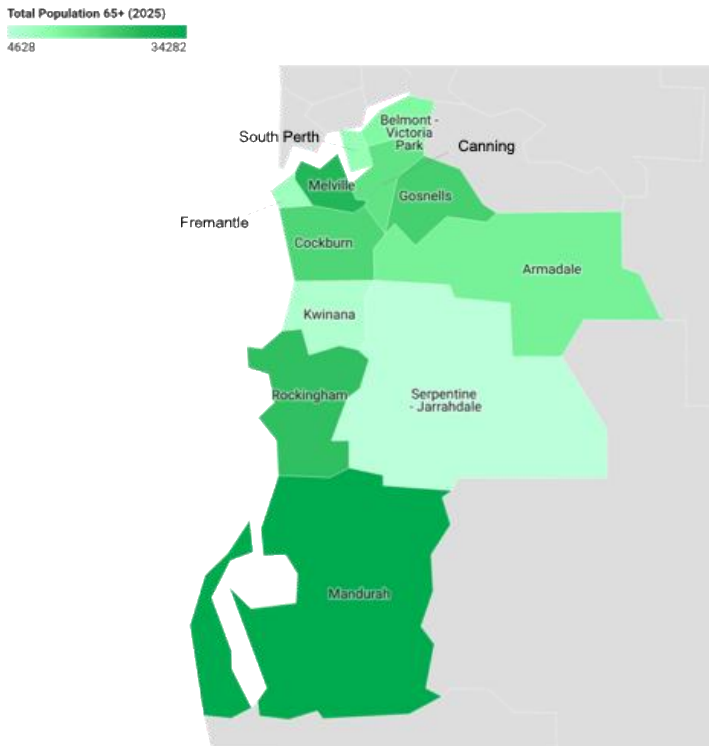 Total Population 65+ (2025)
4628 34282
Belmont -
Victoria
Park
South Perth
Canning
Melville
Gosnells
Fremantle
Cockburn
Armadale
Kwinana
Rockingham
Serpentine
- Jarrahdale
Mandurah